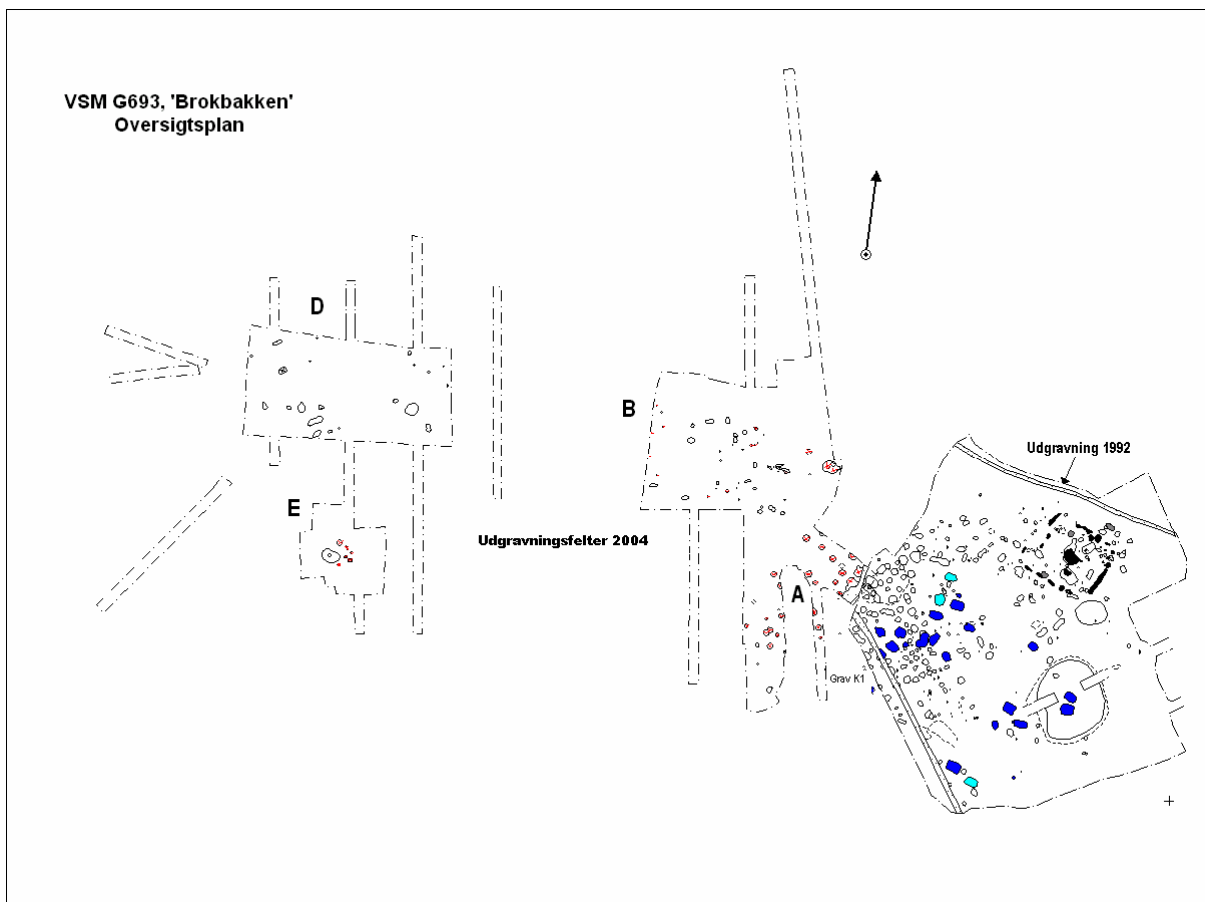 VSM G693, 'Brokbakken'
Oversigtsplan
D
B
Udgravning 1992
E
Udgravningsfelter 2004
A
Grav K1